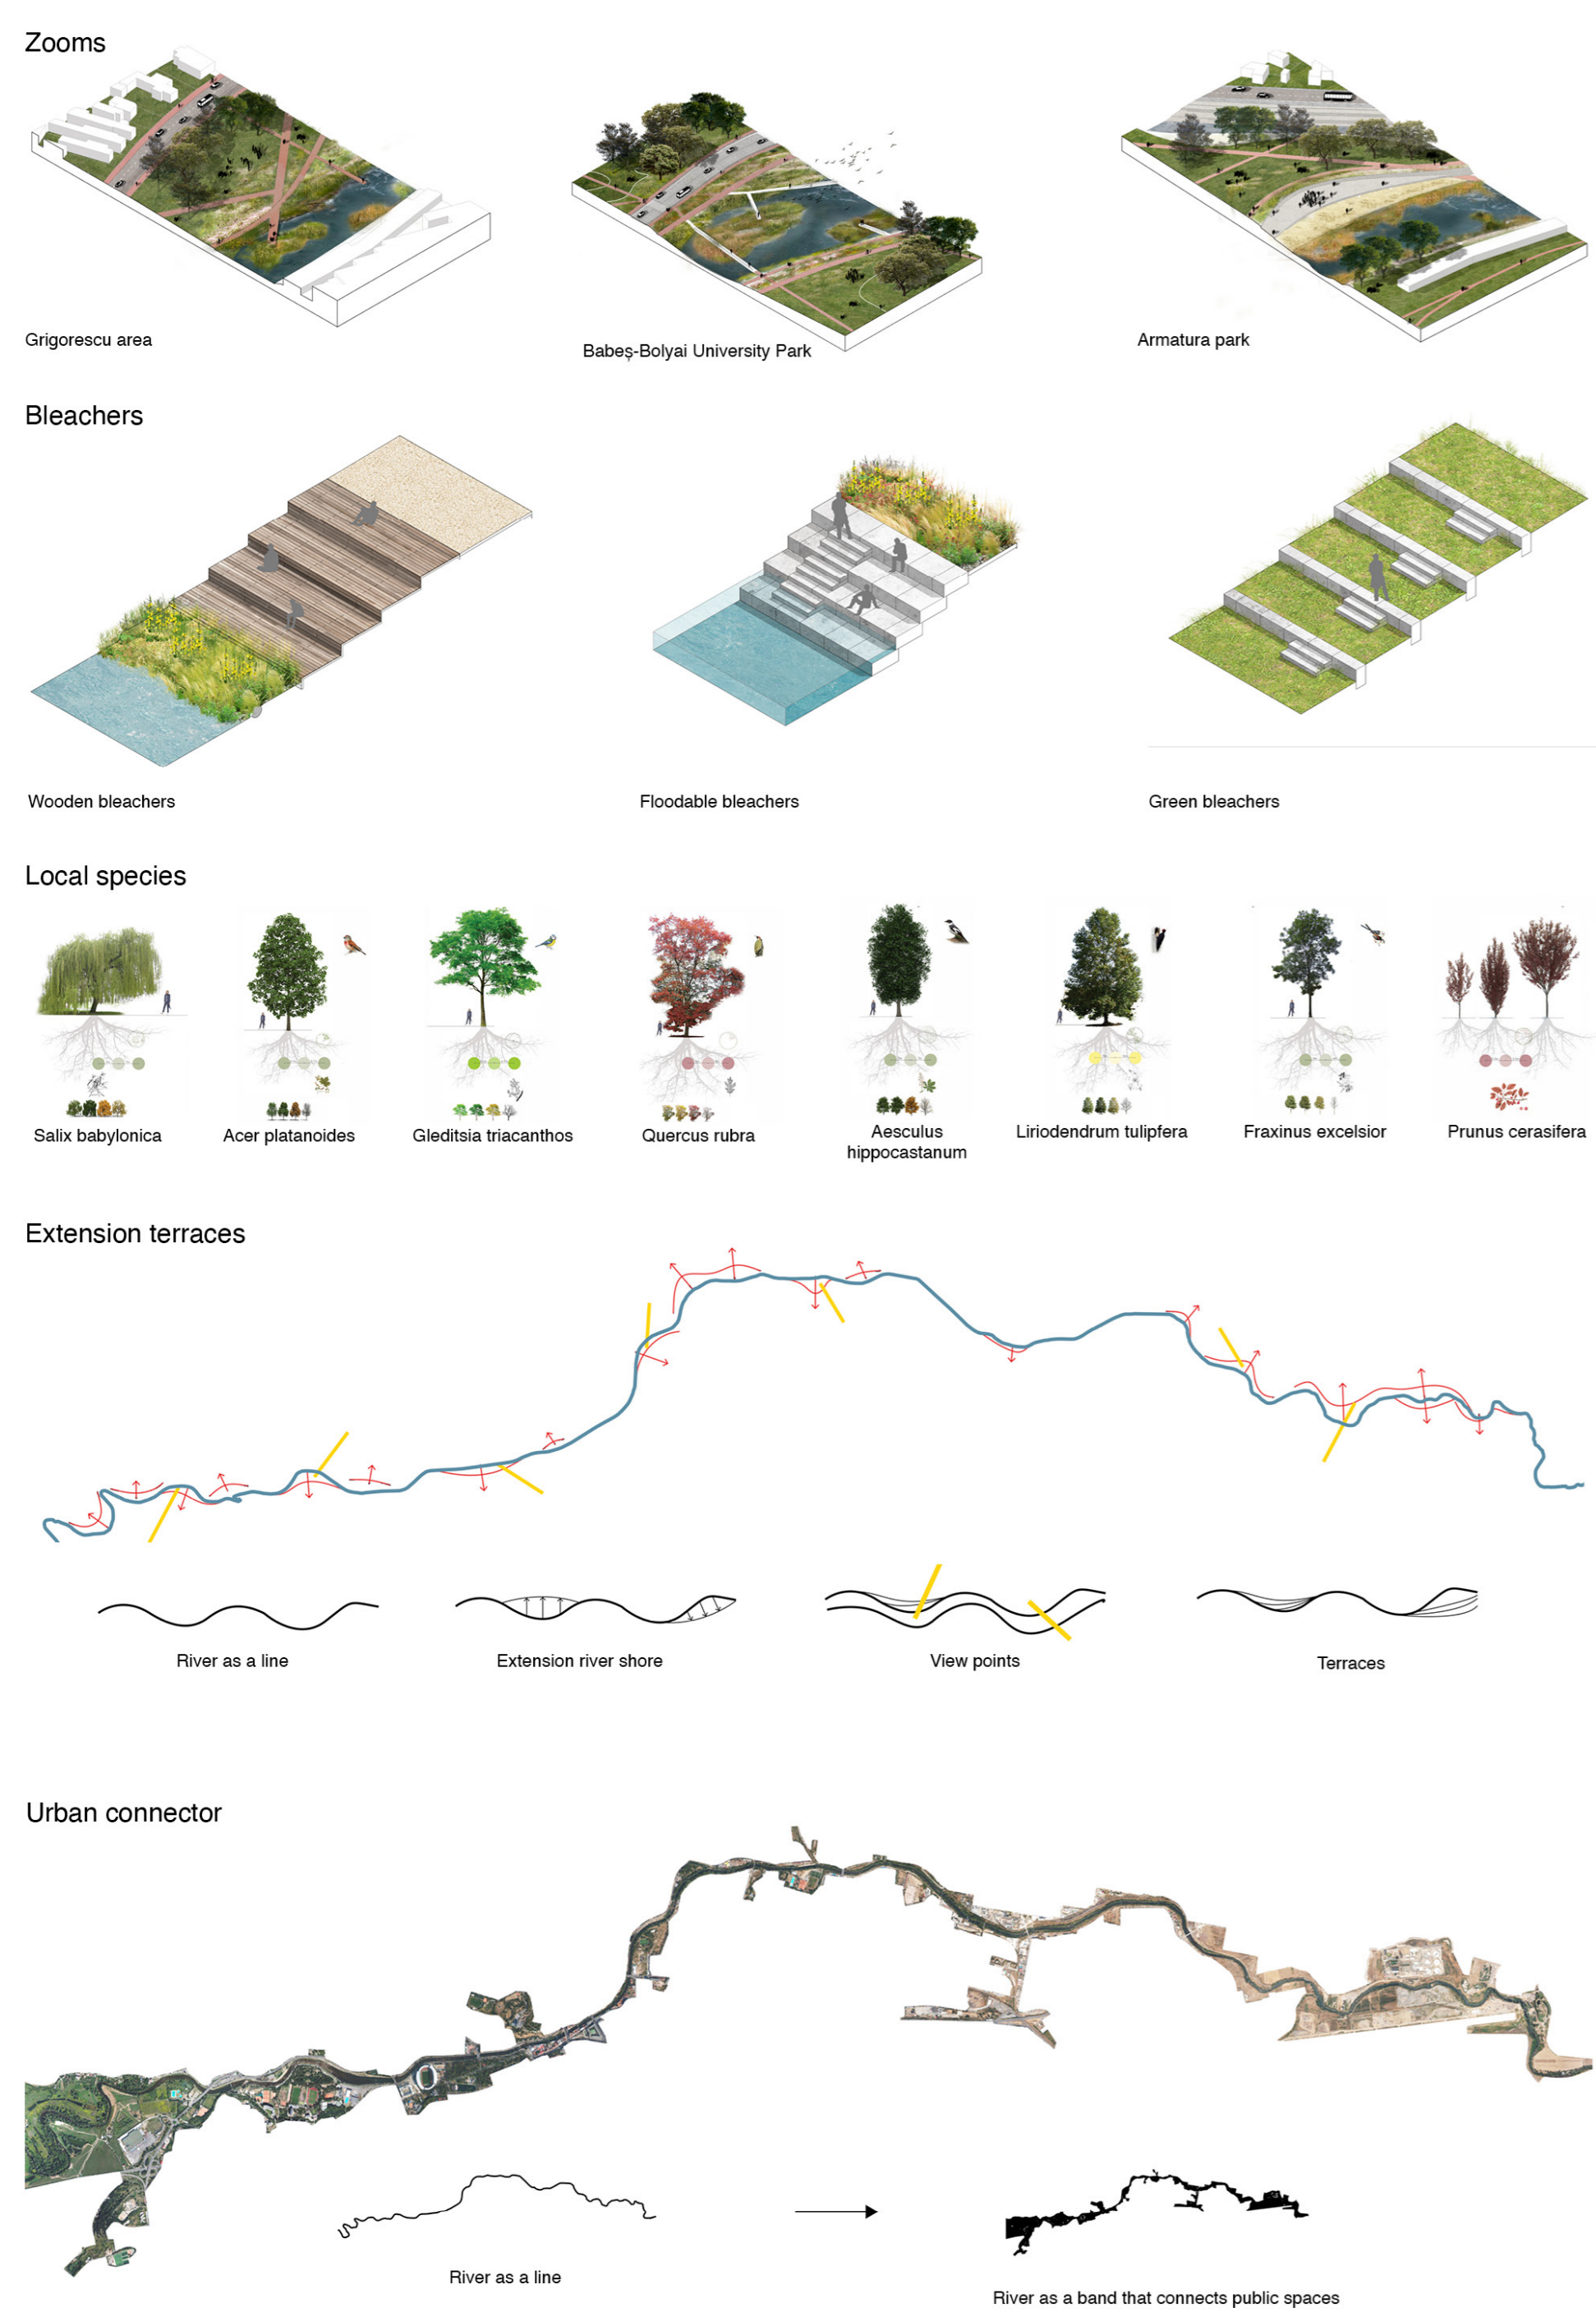 Zooms
Grigorescu area
Babeș-Bolyai University Park
Armatura park
Bleachers
Wooden bleachers
Floodable bleachers
Green bleachers
Local species
Salix babylonica
Acer platanoides
Gleditsia triacanthos
Quercus rubra
Aesculus
hippocastanum
Liriodendrum tulipfera
Fraxinus excelsior
Prunus cerasifera
Extension terraces
River as a line
Extension river shore
View points
Terraces
Urban connector
River as a line
River as a band that connects public spaces